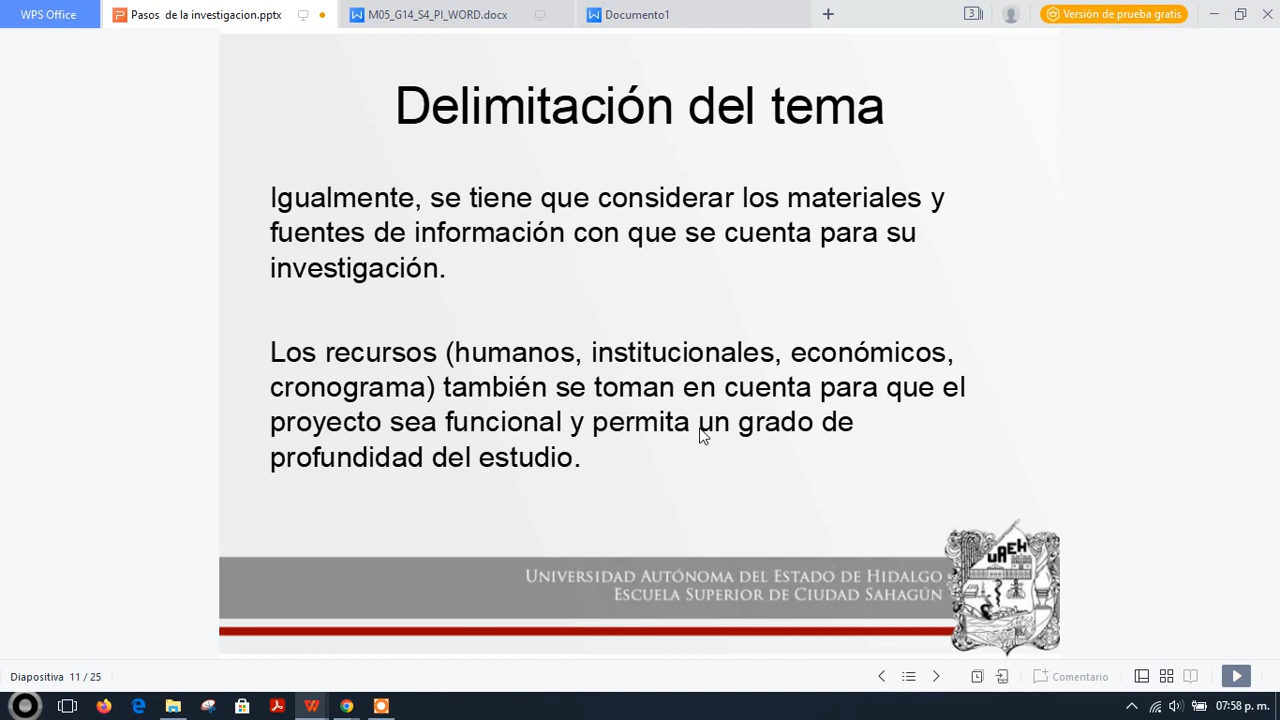 WPS Office
Pasos  de la investigacion.pptx
M05_G14_S4_PI_WORD.docx
Documento1
3
Versión de prueba gratis
Delimitación del tema
Igualmente, se tiene que considerar los materiales y
fuentes de información con que se cuenta para su
investigación.
Los recursos (humanos, institucionales, económicos,
cronograma) también se toman en cuenta para que el
proyecto sea funcional y permita un grado de
profundidad del estudio.
UAEH
UNIVERSIDAD AUTÓNOMA DEL ESTADO DE HIDALGO
ESCUELA SUPERIOR DE CIUDAD SAHAGÚN
Diapositiva 11 / 25
Comentario
07:58 p. m.